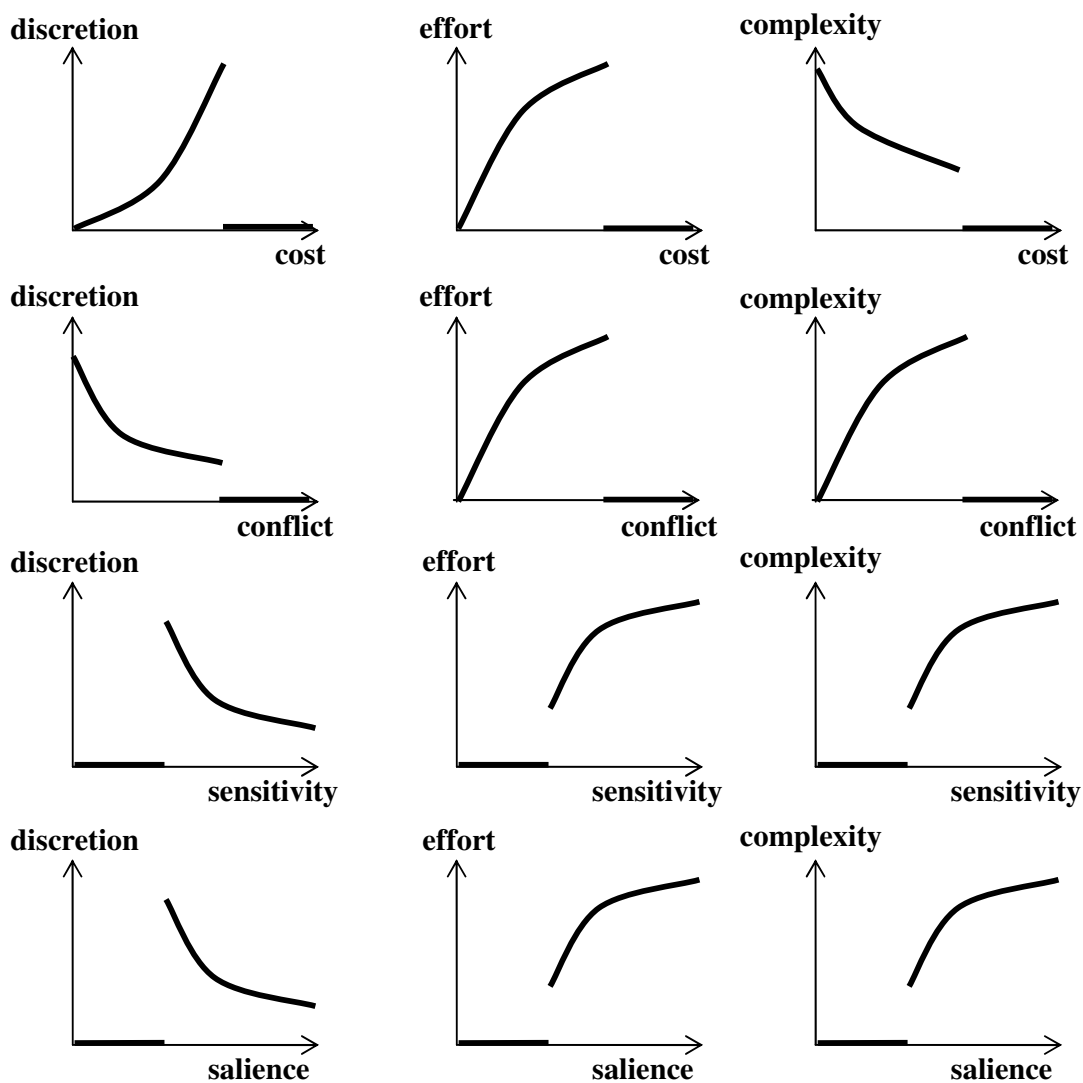 discretion
effort
complexity
cost
cost
cost
discretion
effort
complexity
conflict
conflict
conflict
discretion
effort
complexity
sensitivity
sensitivity
sensitivity
discretion
effort
complexity
salience
salience
salience